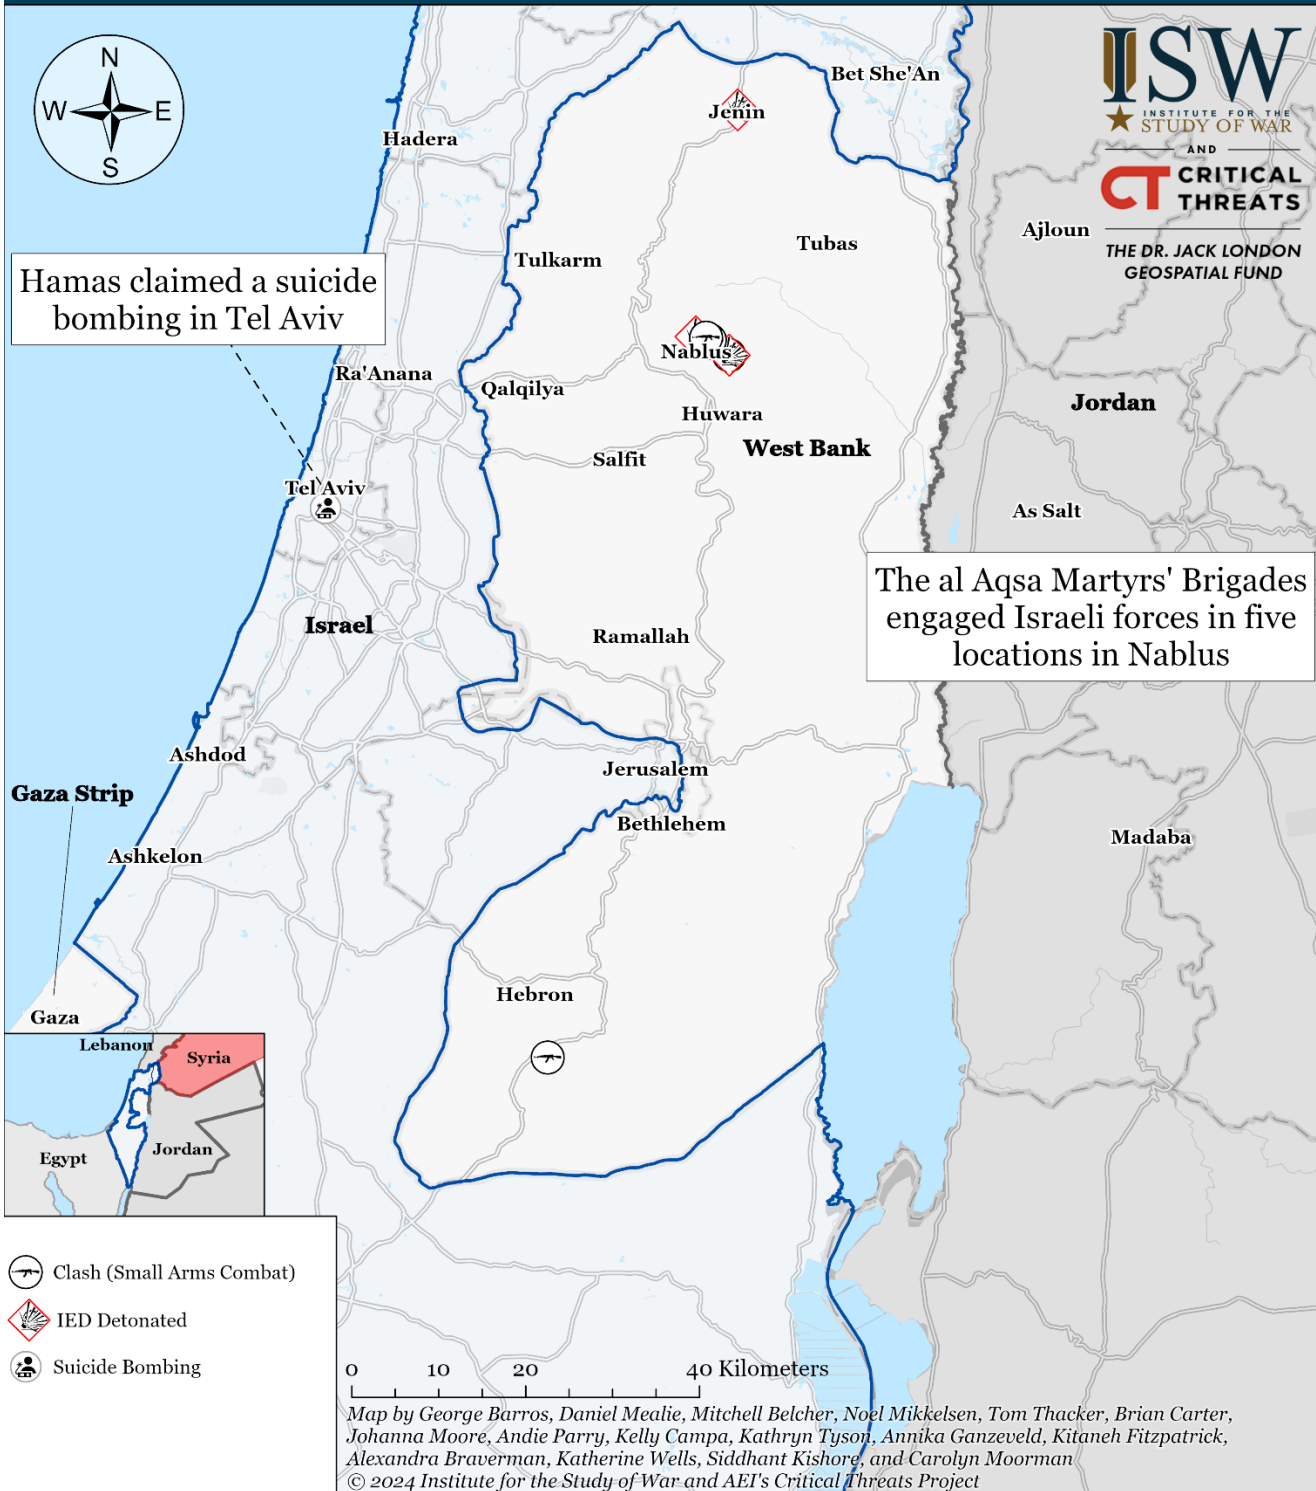 N
W
E
S
ISW
INSTITUTE FOR THE
STUDY OF WAR
AND
CT CRITICAL
THREATS
THE DR. JACK LONDON
GEOSPATIAL FUND
Bet She'An
Jenin
Hadera
Ajloun
Tubas
Tulkarm
Hamas claimed a suicide
bombing in Tel Aviv
Nablus
Ra'Anana
Qalqilya
Jordan
Huwara
West Bank
Salfit
Tel Aviv
As Salt
The al Aqsa Martyrs' Brigades
engaged Israeli forces in five
locations in Nablus
Israel
Ramallah
Ashdod
Jerusalem
Gaza Strip
Bethlehem
Madaba
Ashkelon
Hebron
Gaza
Lebanon
Syria
Jordan
Egypt
Clash (Small Arms Combat)
IED Detonated
Suicide Bombing
0 10 20 40 Kilometers
Map by George Barros, Daniel Mealie, Mitchell Belcher, Noel Mikkelsen, Tom Thacker, Brian Carter,
Johanna Moore, Andie Parry, Kelly Campa, Kathryn Tyson, Annika Ganzeveld, Kitaneh Fitzpatrick,
Alexandra Braverman, Katherine Wells, Siddhant Kishore, and Carolyn Moorman
© 2024 Institute for the Study of War and AEI's Critical Threats Project